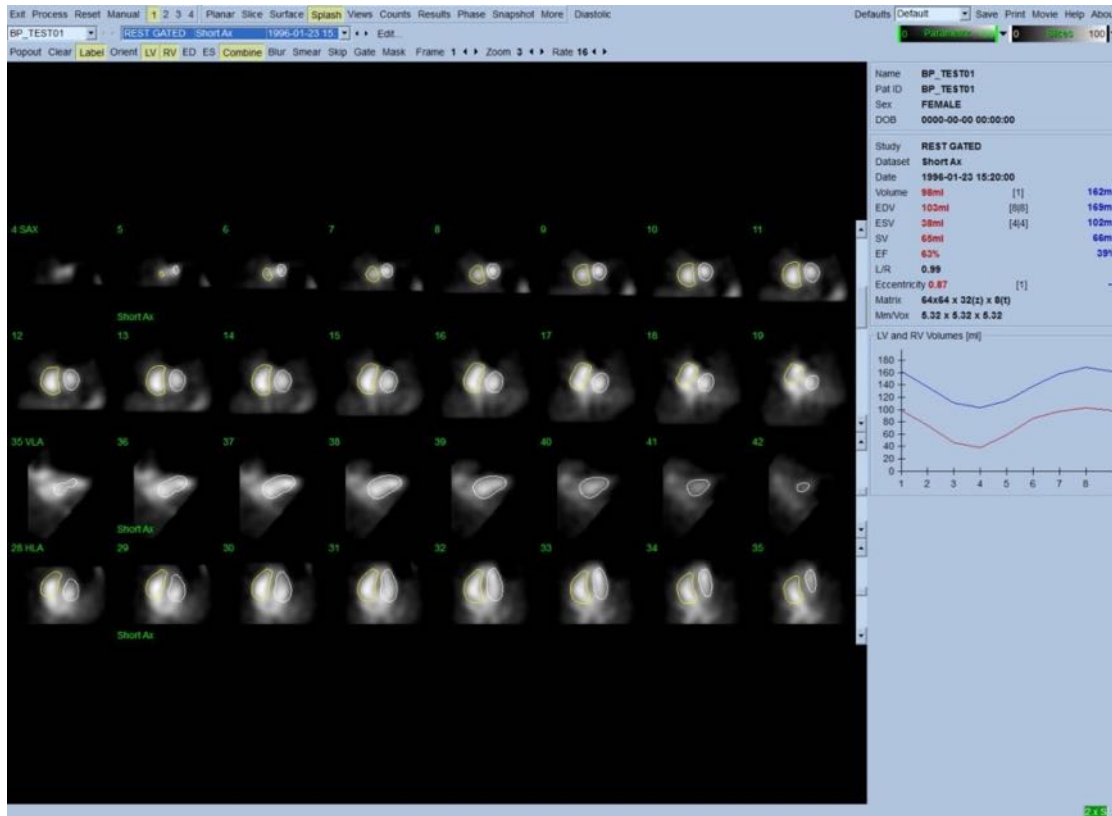 Exit Process Reset Manual 1 2 3 4 Planar Slice Surface Splash Views Counts Results Phase Snapshot More Diastolic Defaults Default Save Print Movie Help Abou
BP_TEST01 REST GATED Short Ax 1996-01-23 15: Edit... 0 0 Slices 100
Popout Clear Label Orient LV RV ED ES Combine Blur Smear Skip Gate Mask Frame 1 Zoom 3 Rate 16
Name BP_TEST01
Pat ID BP_TEST01
Sex FEMALE
DOB 0000-00-00 00:00:00
Study REST GATED
Dataset Short Ax
Date 1996-01-23 15:20:00
Volume 98ml [1] 162m
EDV 103ml [8|8] 169m
ESV 38ml [4|4] 102m
SV 65ml 66m
EF 63% 39%
L/R 0.99
Eccentricity 0.87 [1] -
Matrix 64x64 x 32(z) x 8(t)
Mm/Vox 5.32 x 5.32 x 5.32
LV and RV Volumes [ml]
180
160
140
120
100
80
60
40
20
0
1 2 3 4 5 6 7 8
4 SAX 5 6 7 8 9 10 11
Short Ax
12 13 14 15 16 17 18 19
35 VLA 36 37 38 39 40 41 42
Short Ax
28 HLA 29 30 31 32 33 34 35
Short Ax
2 x 5